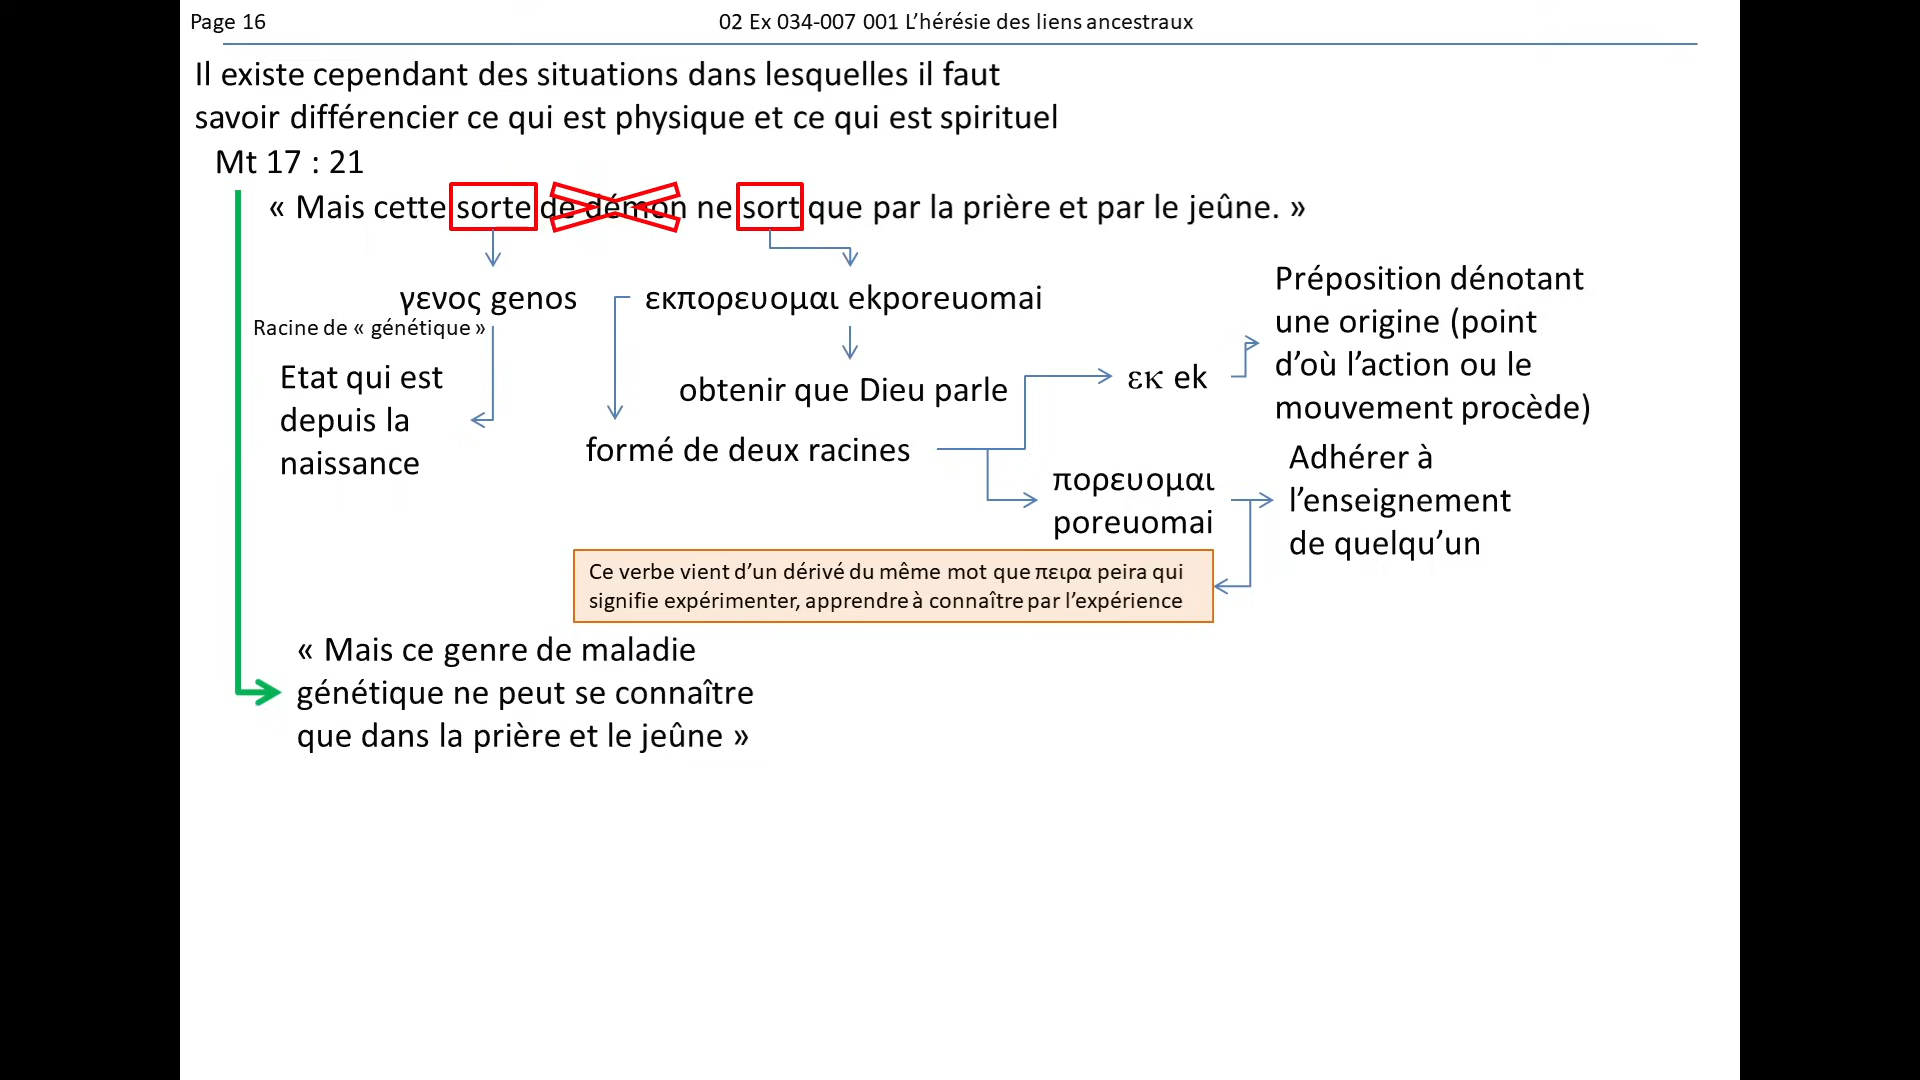 Page 16
02 Ex 034-007 001 L’hérésie des liens ancestraux
Il existe cependant des situations dans lesquelles il faut
savoir différencier ce qui est physique et ce qui est spirituel
Mt 17 : 21
« Mais cette sorte de démon ne sort que par la prière et par le jeûne. »
γενος genos
Racine de « génétique »
Etat qui est
depuis la
naissance
εκπορευομαι ekporeuomai
obtenir que Dieu parle
formé de deux racines
εκ ek
Préposition dénotant
une origine (point
d’où l’action ou le
mouvement procède)
πορευομαι
poreuomai
Adhérer à
l’enseignement
de quelqu’un
Ce verbe vient d’un dérivé du même mot que πειρα peira qui
signifie expérimenter, apprendre à connaître par l’expérience
« Mais ce genre de maladie
génétique ne peut se connaître
que dans la prière et le jeûne »